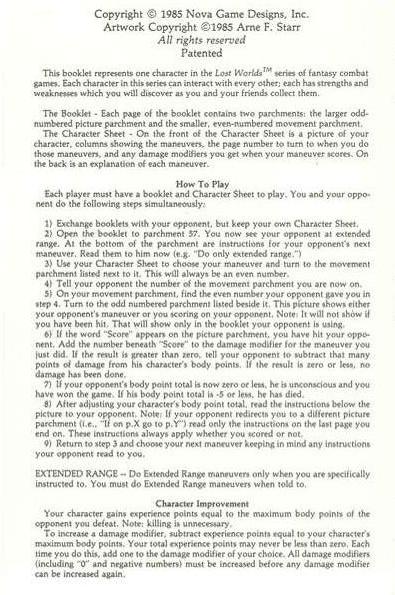 Copyright © 1985 Nova Game Designs, Inc.
Artwork Copyright ©1985 Arne F. Starr
All rights reserved
Patented
This booklet represents one character in the Lost Worlds™ series of fantasy combat
games. Each character in this series can interact with every other; each has strengths and
weaknesses which you will discover as you and your friends collect them.
The Booklet - Each page of the booklet contains two parchments: the larger odd-
numbered picture parchment and the smaller, even-numbered movement parchment.
The Character Sheet - On the front of the Character Sheet is a picture of your
character, columns showing the maneuvers, the page number to turn to when you do
those maneuvers, and any damage modifiers you get when your maneuver scores. On
the back is an explanation of each maneuver.
How To Play
Each player must have a booklet and Character Sheet to play. You and your oppo-
nent do the following steps simultaneously:
1) Exchange booklets with your opponent, but keep your own Character Sheet.
2) Open the booklet to parchment 57. You now see your opponent at extended
range. At the bottom of the parchment are instructions for your opponent's next
maneuver. Read them to him now (e.g. "Do only extended range.")
3) Use your Character Sheet to choose your maneuver and turn to the movement
parchment listed next to it. This will always be an even number.
4) Tell your opponent the number of the movement parchment you are now on.
5) On your movement parchment, find the even number your opponent gave you in
step 4. Turn to the odd numbered parchment listed beside it. This picture shows either
your opponent's maneuver or you scoring on your opponent. Note: It will not show if
you have been hit. That will show only in the booklet your opponent is using.
6) If the word "Score" appears on the picture parchment, you have hit your oppo-
nent. Add the number beneath "Score" to the damage modifier for the maneuver you
just did. If the result is greater than zero, tell your opponent to subtract that many
points of damage from his character's body points. If the result is zero or less, no
damage has been done.
7) If your opponent's body point total is now zero or less, he is unconscious and you
have won the game. If his body point total is -5 or less, he has died.
8) After adjusting your character's body point total, read the instructions below the
picture to your opponent. Note: If your opponent redirects you to a different picture
parchment (i.e., "If on p.X go to p.Y") read only the instructions on the last page you
end on. These instructions always apply whether you scored or not.
9) Return to step 3 and choose your next maneuver keeping in mind any instructions
your opponent read to you.
EXTENDED RANGE -- Do Extended Range maneuvers only when you are specifically
instructed to. You must do Extended Range maneuvers when told to.
Character Improvement
Your character gains experience points equal to the maximum body points of the
opponent you defeat. Note: killing is unnecessary.
To increase a damage modifier, subtract experience points equal to your character's
maximum body points. Your total experience points may never be less than zero. Each
time you do this, add one to the damage modifier of your choice. All damage modifiers
(including "0" and negative numbers) must be increased before any damage modifier
can be increased again.